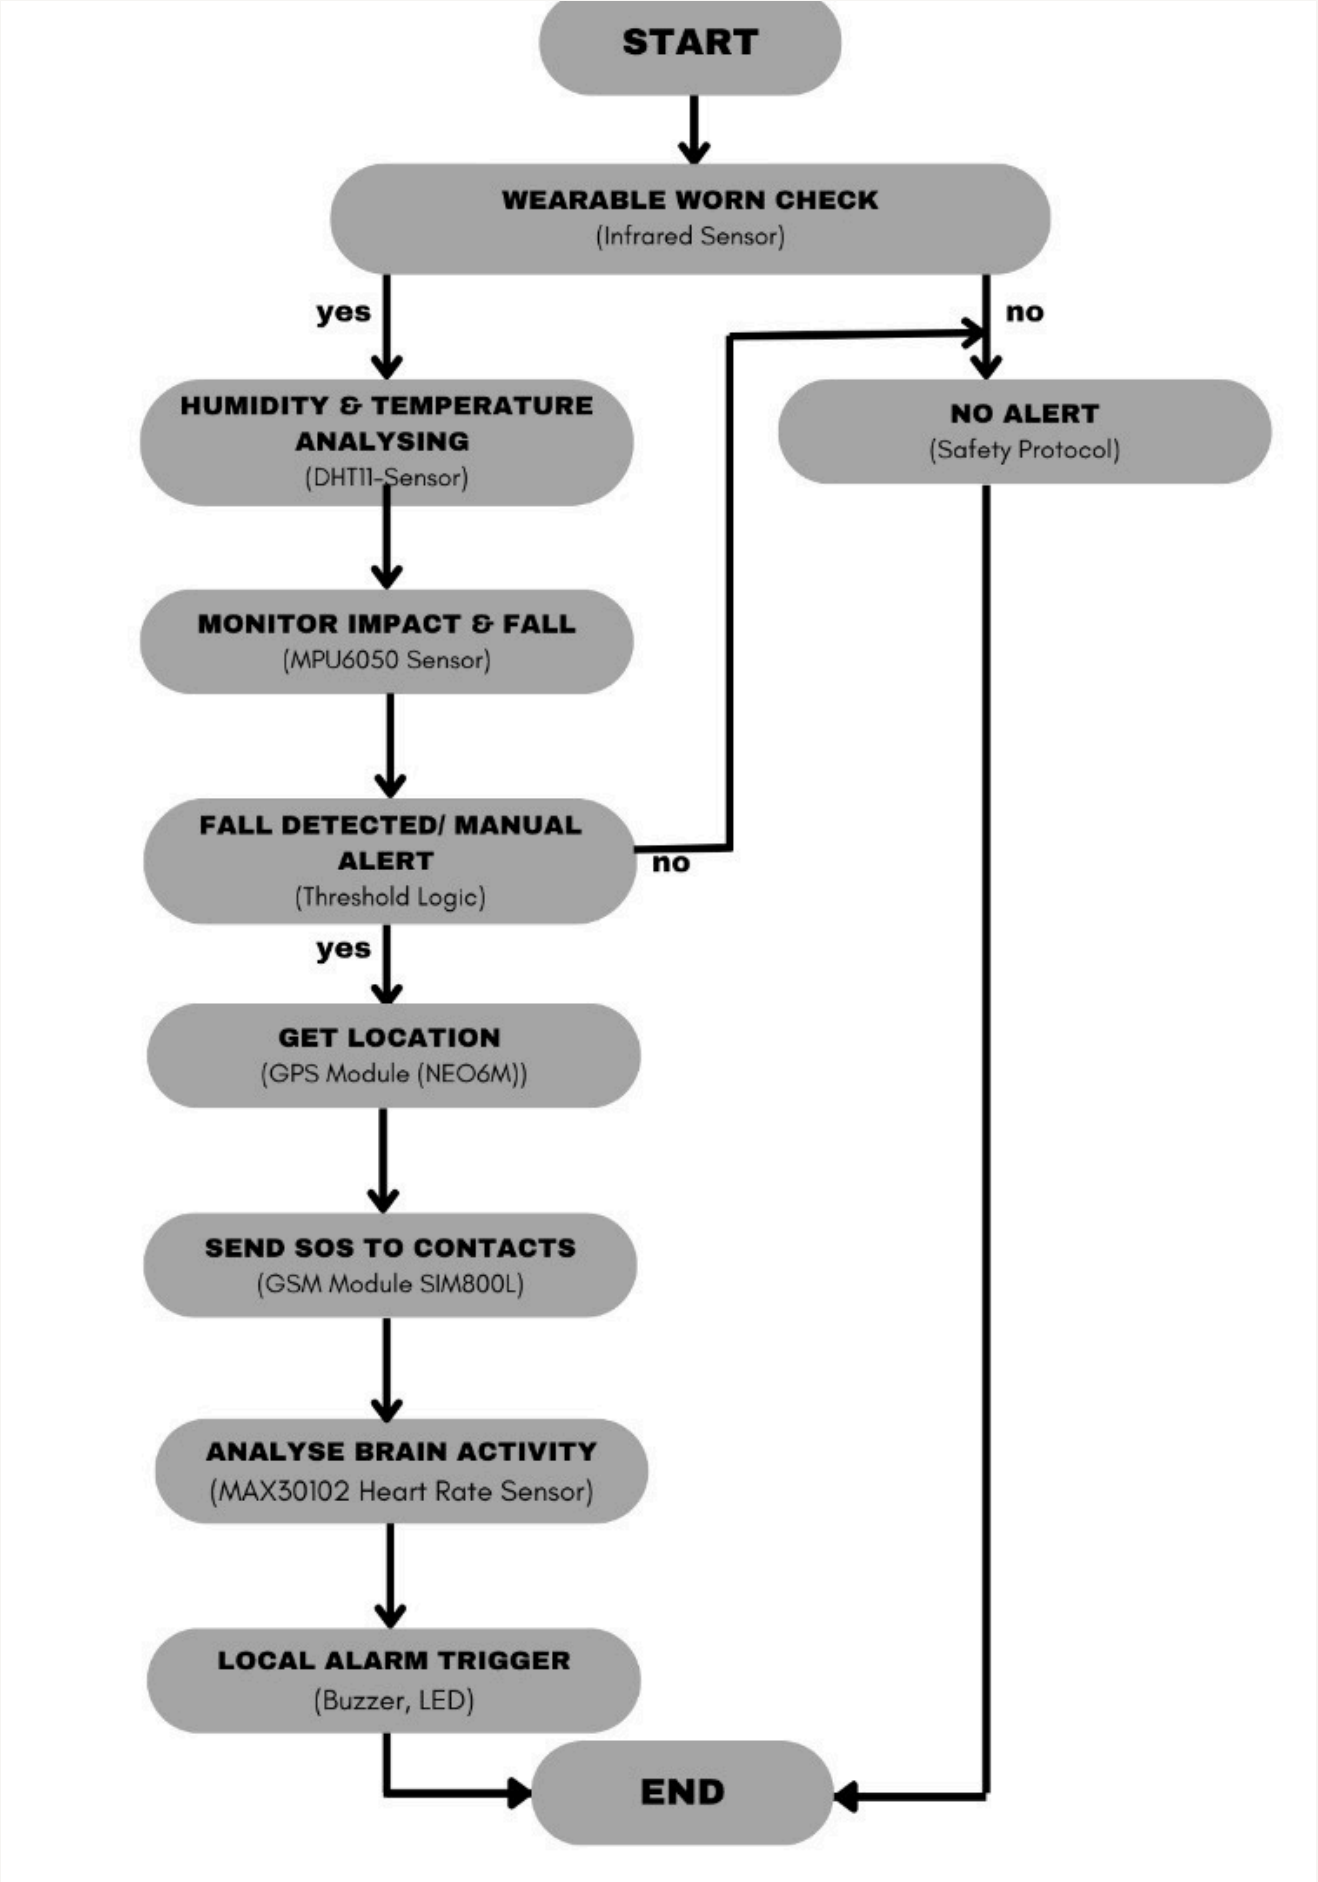 START
WEARABLE WORN CHECK
(Infrared Sensor)
yes
no
HUMIDITY & TEMPERATURE
ANALYSING
(DHT11-Sensor)
NO ALERT
(Safety Protocol)
MONITOR IMPACT & FALL
(MPU6050 Sensor)
FALL DETECTED/ MANUAL
ALERT
(Threshold Logic)
no
yes
GET LOCATION
(GPS Module (NEO6M))
SEND SOS TO CONTACTS
(GSM Module SIM800L)
ANALYSE BRAIN ACTIVITY
(MAX30102 Heart Rate Sensor)
LOCAL ALARM TRIGGER
(Buzzer, LED)
END